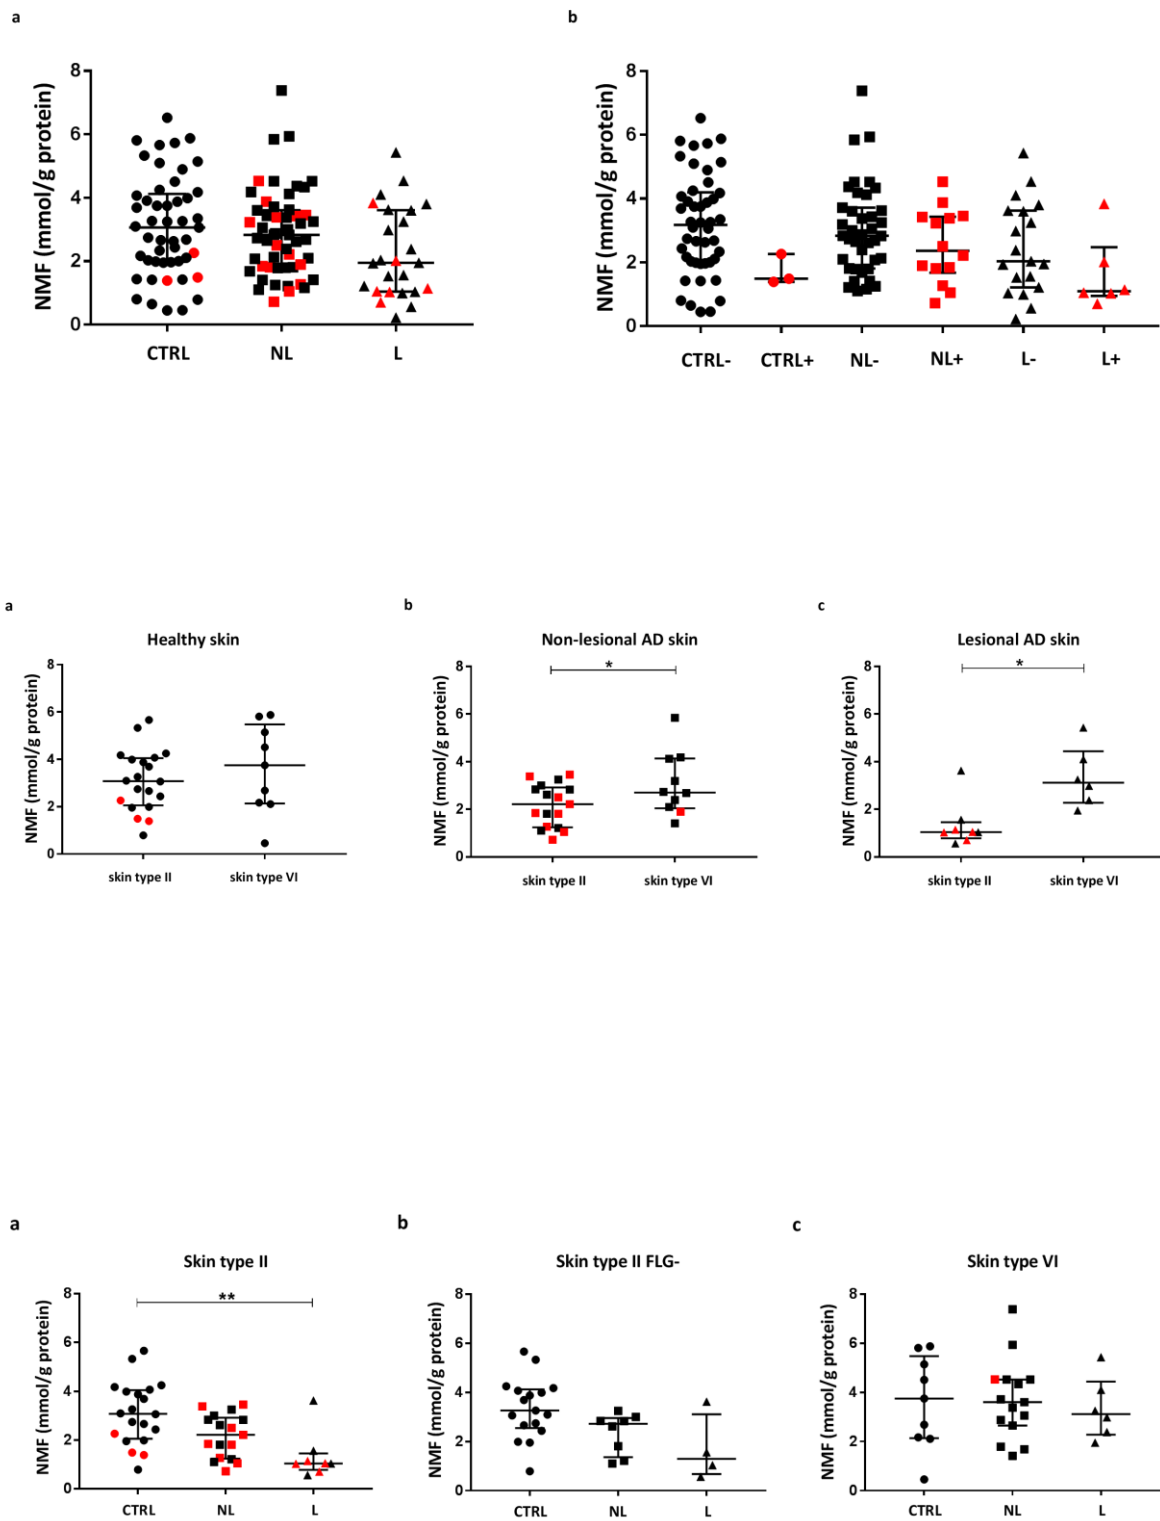 a
b
NMF (mmol/g protein)
8
6
4
2
0
CTRL
NL
L
NMF (mmol/g protein)
8
6
4
2
0
CTRL-
CTRL+
NL-
NL+
L-
L+
a
b
c
Healthy skin
NMF (mmol/g protein)
8
6
4
2
0
skin type II
skin type VI
Non-lesional AD skin
*
NMF (mmol/g protein)
8
6
4
2
0
skin type II
skin type VI
Lesional AD skin
*
NMF (mmol/g protein)
8
6
4
2
0
skin type II
skin type VI
a
b
c
Skin type II
**
NMF (mmol/g protein)
8
6
4
2
0
CTRL
NL
L
Skin type II FLG-
NMF (mmol/g protein)
8
6
4
2
0
CTRL
NL
L
Skin type VI
NMF (mmol/g protein)
8
6
4
2
0
CTRL
NL
L